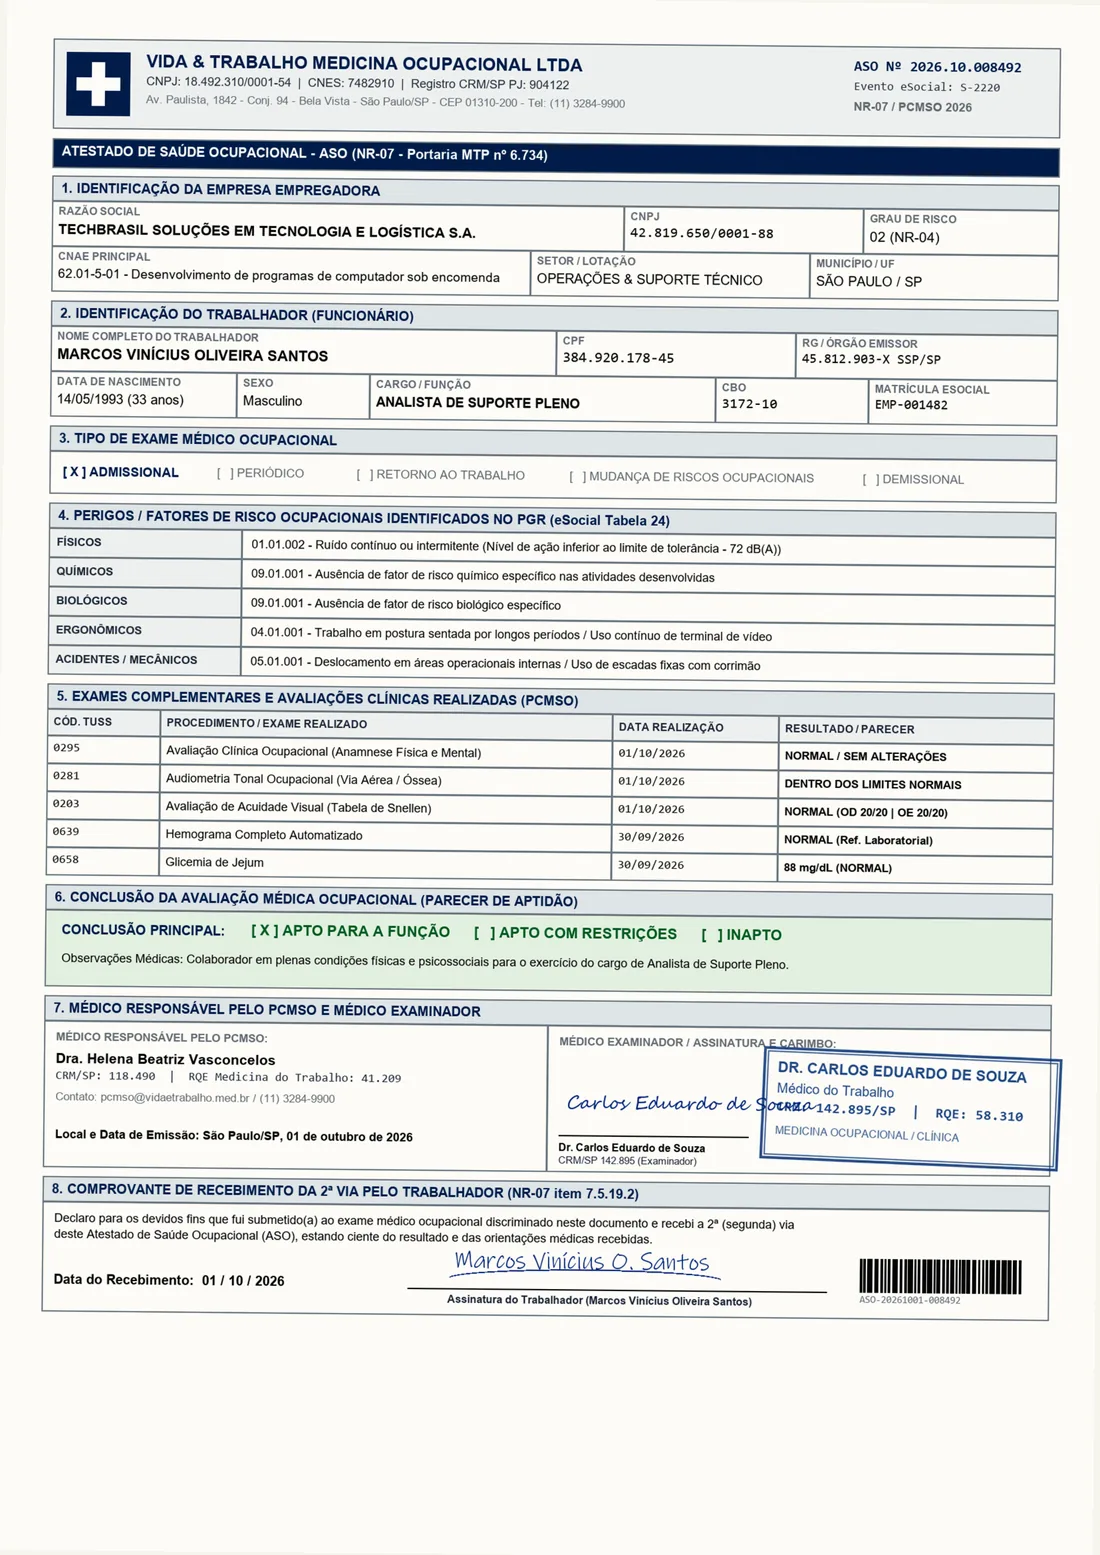 VIDA & TRABALHO MEDICINA OCUPACIONAL LTDA
CNPJ: 18.492.310/0001-54 | CNES: 7482910 | Registro CRM/SP PJ: 904122
Av. Paulista, 1842 - Conj. 94 - Bela Vista - São Paulo/SP - CEP 01310-200 - Tel: (11) 3284-9900
ASO Nº 2026.10.008492
Evento eSocial: S-2220
NR-07 / PCMSO 2026
ATESTADO DE SAÚDE OCUPACIONAL - ASO (NR-07 - Portaria MTP nº 6.734)
1. IDENTIFICAÇÃO DA EMPRESA EMPREGADORA
RAZÃO SOCIAL
TECHBRASIL SOLUÇÕES EM TECNOLOGIA E LOGÍSTICA S.A.
CNPJ
42.819.650/0001-88
GRAU DE RISCO
02 (NR-04)
CNAE PRINCIPAL
62.01-5-01 - Desenvolvimento de programas de computador sob encomenda
SETOR / LOTAÇÃO
OPERAÇÕES & SUPORTE TÉCNICO
MUNICÍPIO / UF
SÃO PAULO / SP
2. IDENTIFICAÇÃO DO TRABALHADOR (FUNCIONÁRIO)
NOME COMPLETO DO TRABALHADOR
MARCOS VINÍCIUS OLIVEIRA SANTOS
CPF
384.920.178-45
RG / ÓRGÃO EMISSOR
45.812.903-X SSP/SP
DATA DE NASCIMENTO
14/05/1993 (33 anos)
SEXO
Masculino
CARGO / FUNÇÃO
ANALISTA DE SUPORTE PLENO
CBO
3172-10
MATRÍCULA ESOCIAL
EMP-001482
3. TIPO DE EXAME MÉDICO OCUPACIONAL
[ X ] ADMISSIONAL [ ] PERIÓDICO [ ] RETORNO AO TRABALHO [ ] MUDANÇA DE RISCOS OCUPACIONAIS [ ] DEMISSIONAL
4. PERIGOS / FATORES DE RISCO OCUPACIONAIS IDENTIFICADOS NO PGR (eSocial Tabela 24)
FÍSICOS 01.01.002 - Ruído contínuo ou intermitente (Nível de ação inferior ao limite de tolerância - 72 dB(A))
QUÍMICOS 09.01.001 - Ausência de fator de risco químico específico nas atividades desenvolvidas
BIOLÓGICOS 09.01.001 - Ausência de fator de risco biológico específico
ERGONÔMICOS 04.01.001 - Trabalho em postura sentada por longos períodos / Uso contínuo de terminal de vídeo
ACIDENTES / MECÂNICOS 05.01.001 - Deslocamento em áreas operacionais internas / Uso de escadas fixas com corrimão
5. EXAMES COMPLEMENTARES E AVALIAÇÕES CLÍNICAS REALIZADAS (PCMSO)
CÓD. TUSS PROCEDIMENTO / EXAME REALIZADO DATA REALIZAÇÃO RESULTADO / PARECER
0295 Avaliação Clínica Ocupacional (Anamnese Física e Mental) 01/10/2026 NORMAL / SEM ALTERAÇÕES
0281 Audiometria Tonal Ocupacional (Via Aérea / Óssea) 01/10/2026 DENTRO DOS LIMITES NORMAIS
0203 Avaliação de Acuidade Visual (Tabela de Snellen) 01/10/2026 NORMAL (OD 20/20 | OE 20/20)
0639 Hemograma Completo Automatizado 30/09/2026 NORMAL (Ref. Laboratorial)
0658 Glicemia de Jejum 30/09/2026 88 mg/dL (NORMAL)
6. CONCLUSÃO DA AVALIAÇÃO MÉDICA OCUPACIONAL (PARECER DE APTIDÃO)
CONCLUSÃO PRINCIPAL: [ X ] APTO PARA A FUNÇÃO [ ] APTO COM RESTRIÇÕES [ ] INAPTO
Observações Médicas: Colaborador em plenas condições físicas e psicossociais para o exercício do cargo de Analista de Suporte Pleno.
7. MÉDICO RESPONSÁVEL PELO PCMSO E MÉDICO EXAMINADOR
MÉDICO RESPONSÁVEL PELO PCMSO:
Dra. Helena Beatriz Vasconcelos
CRM/SP: 118.490 | RQE Medicina do Trabalho: 41.209
Contato: pcmso@vidaetrabalho.med.br / (11) 3284-9900
Local e Data de Emissão: São Paulo/SP, 01 de outubro de 2026
MÉDICO EXAMINADOR / ASSINATURA E CARIMBO:
Carlos Eduardo de Souza
Dr. Carlos Eduardo de Souza
CRM/SP 142.895 (Examinador)
DR. CARLOS EDUARDO DE SOUZA
Médico do Trabalho
142.895/SP | RQE: 58.310
MEDICINA OCUPACIONAL / CLÍNICA
8. COMPROVANTE DE RECEBIMENTO DA 2ª VIA PELO TRABALHADOR (NR-07 item 7.5.19.2)
Declaro para os devidos fins que fui submetido(a) ao exame médico ocupacional discriminado neste documento e recebi a 2ª (segunda) via
deste Atestado de Saúde Ocupacional (ASO), estando ciente do resultado e das orientações médicas recebidas.
Data do Recebimento: 01 / 10 / 2026
Marcos Vinícius O. Santos
Assinatura do Trabalhador (Marcos Vinícius Oliveira Santos)
ASO-20261001-008492